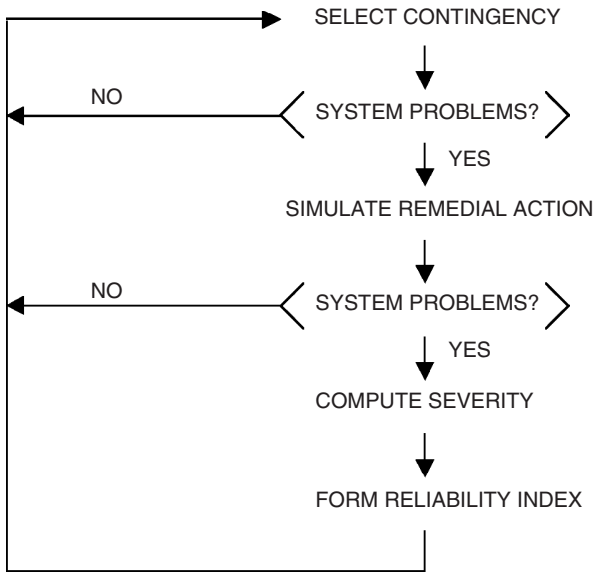 SELECT CONTINGENCY
NO
SYSTEM PROBLEMS?
YES
SIMULATE REMEDIAL ACTION
NO
SYSTEM PROBLEMS?
YES
COMPUTE SEVERITY
FORM RELIABILITY INDEX